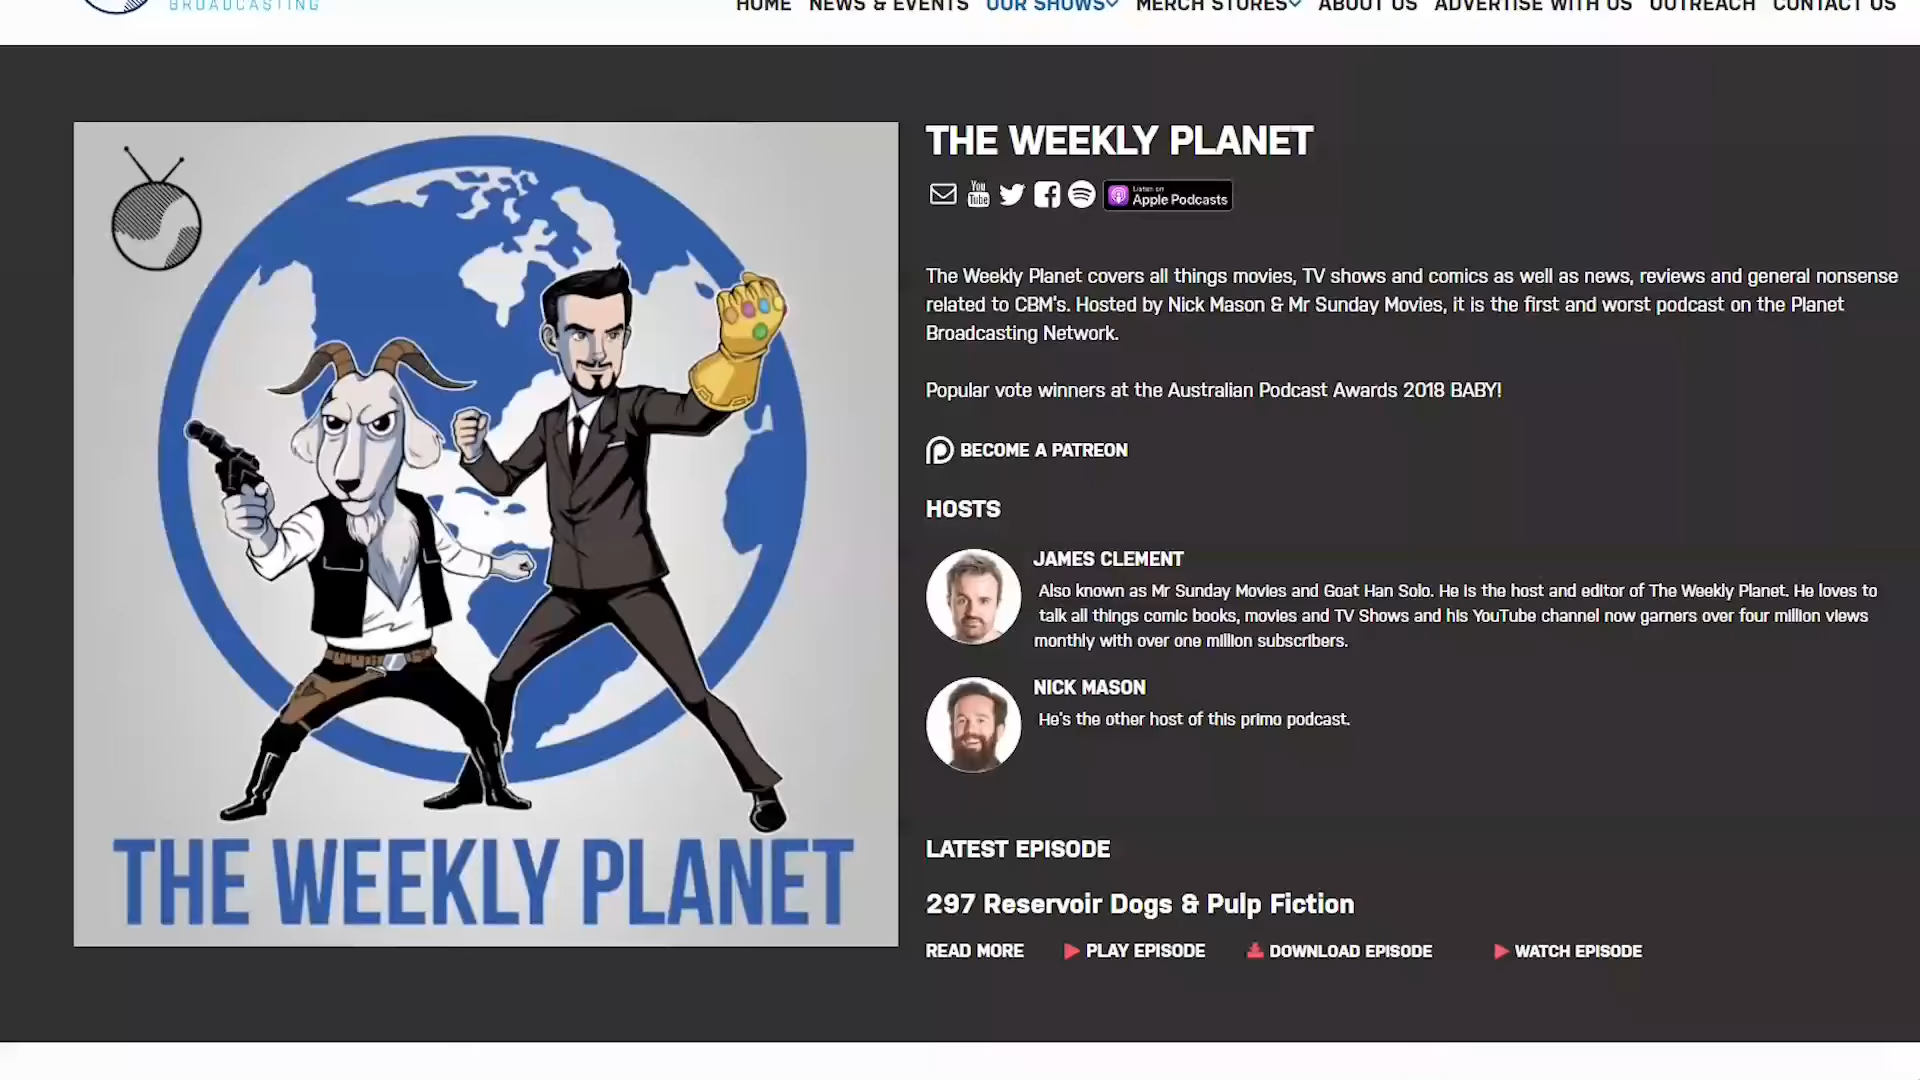 BROADCASTING
HOME NEWS & EVENTS OUR SHOWS MERCH STORES ABOUT US ADVERTISE WITH US OUTREACH CONTACT US
THE WEEKLY PLANET
You
Tube
Listen on
Apple Podcasts
The Weekly Planet covers all things movies, TV shows and comics as well as news, reviews and general nonsense
related to CBM's. Hosted by Nick Mason & Mr Sunday Movies, it is the first and worst podcast on the Planet
Broadcasting Network.
Popular vote winners at the Australian Podcast Awards 2018 BABY!
BECOME A PATREON
HOSTS
JAMES CLEMENT
Also known as Mr Sunday Movies and Goat Han Solo. He is the host and editor of The Weekly Planet. He loves to
talk all things comic books, movies and TV Shows and his YouTube channel now garners over four million views
monthly with over one million subscribers.
NICK MASON
He's the other host of this primo podcast.
LATEST EPISODE
297 Reservoir Dogs & Pulp Fiction
READ MORE PLAY EPISODE DOWNLOAD EPISODE WATCH EPISODE
THE WEEKLY PLANET